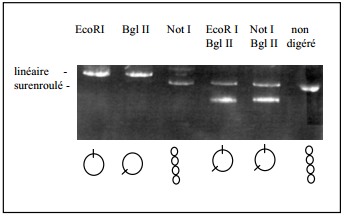 EcoRI Bgl II Not I EcoR I Not I non
Bgl II Bgl II digéré
linéaire -
surenroulé -